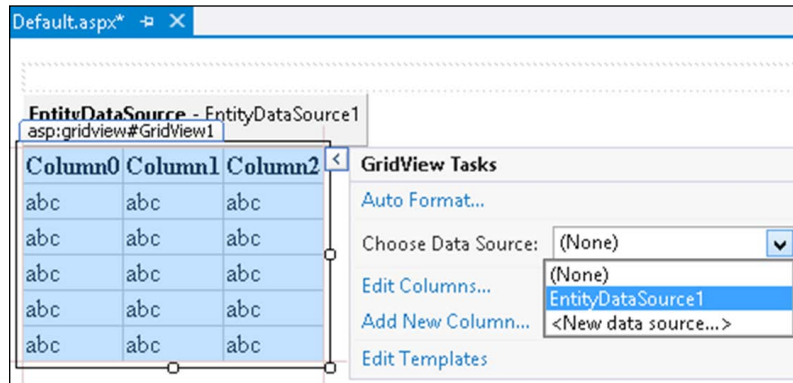 Default.aspx*
EntityDataSource - EntityDataSource1
asp:gridview#GridView1
Column0 Column1 Column2
abc abc abc
abc abc abc
abc abc abc
abc abc abc
abc abc abc
GridView Tasks
Auto Format...
Choose Data Source: (None)
(None)
EntityDataSource1
<New data source...>
Edit Columns...
Add New Column...
Edit Templates